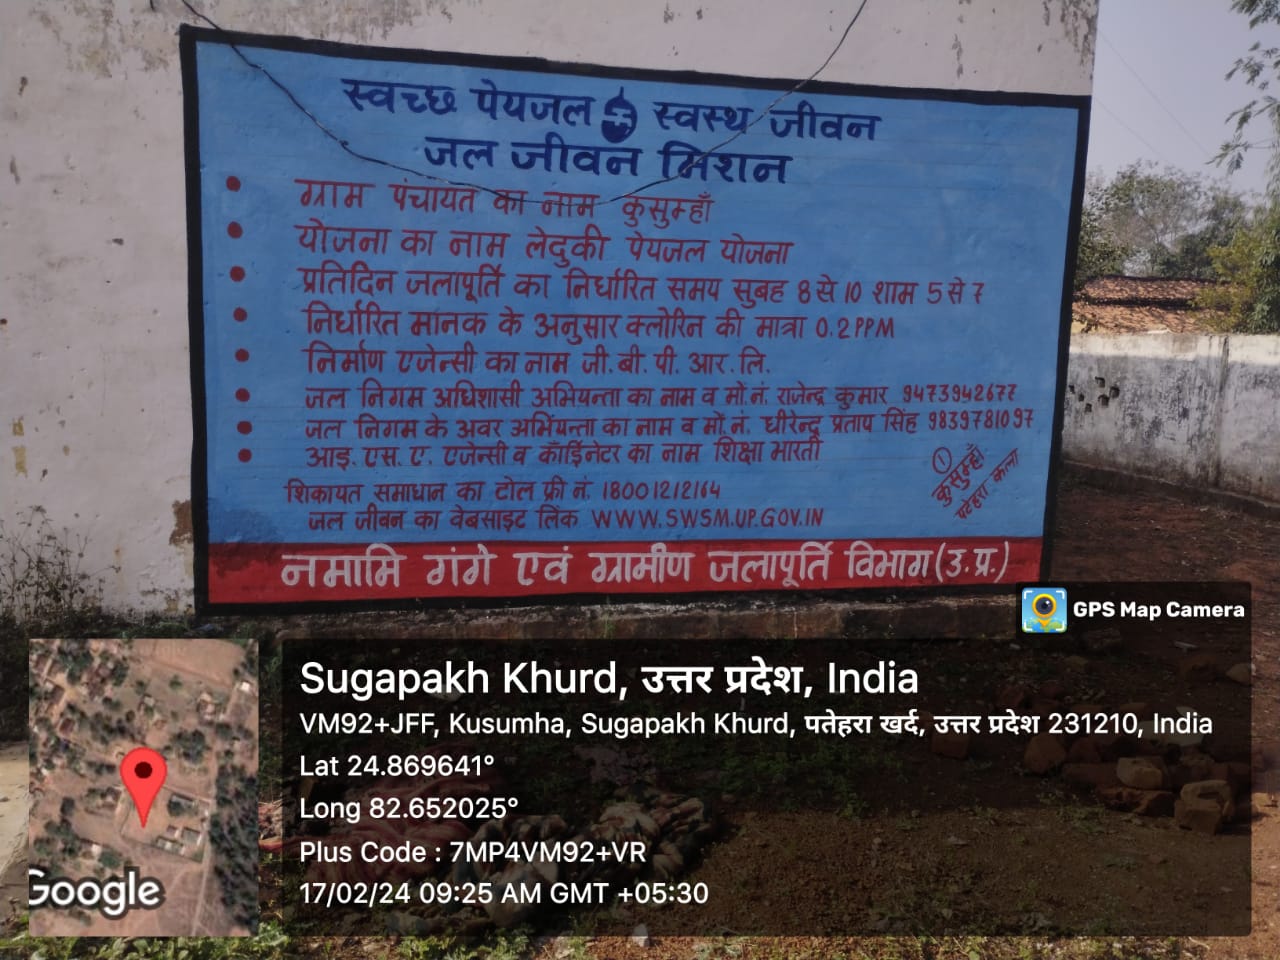 स्वच्छ पेयजल स्वस्थ जीवन
जल जीवन मिशन
ग्राम पंचायत का नाम कुसुम्हाँ
योजना का नाम लेदुकी पेयजल योजना
प्रतिदिन जलापूर्ति का निर्धारित समय सुबह 8 से 10 शाम 5 से 7
निर्धारित मानक के अनुसार क्लोरिन की मात्रा 0.2 PPM
निर्माण एजेन्सी का नाम जी. बी. पी. आर. लि.
जल निगम अधिशासी अभियन्ता का नाम व मो. नं. राजेन्द्र कुमार 9473942677
जल निगम के अवर अभिंयन्ता का नाम व मों. नं. धीरेन्द्र प्रताप सिंह 9839781097
आइ. एस. ए. एजेन्सी व कॉर्डिनेटर का नाम शिक्षा भारती
शिकायत समाधान का टोल फ्री नं. 18001212164
जल जीवन का वेबसाइट लिंक WWW.SWSM.UP.GOV.IN
① कुसुम्हाँ
पटेहरा कला
नमामि गंगे एवं ग्रामीण जलापूर्ति विभाग (उ.प्र.)
GPS Map Camera
Sugapakh Khurd, उत्तर प्रदेश, India
VM92+JFF, Kusumha, Sugapakh Khurd, पतेहरा खर्द, उत्तर प्रदेश 231210, India
Lat 24.869641°
Long 82.652025°
Plus Code : 7MP4VM92+VR
17/02/24 09:25 AM GMT +05:30
Google